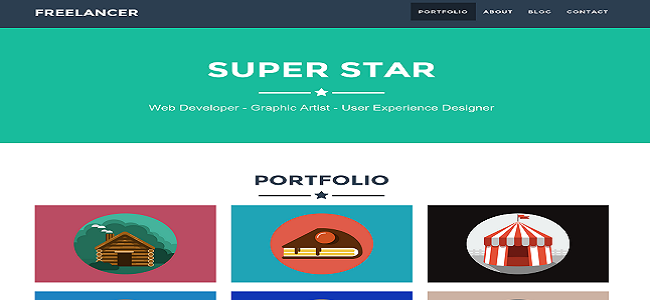 FREELANCER
PORTFOLIO ABOUT BLOG CONTACT
SUPER STAR
Web Developer - Graphic Artist - User Experience Designer
PORTFOLIO